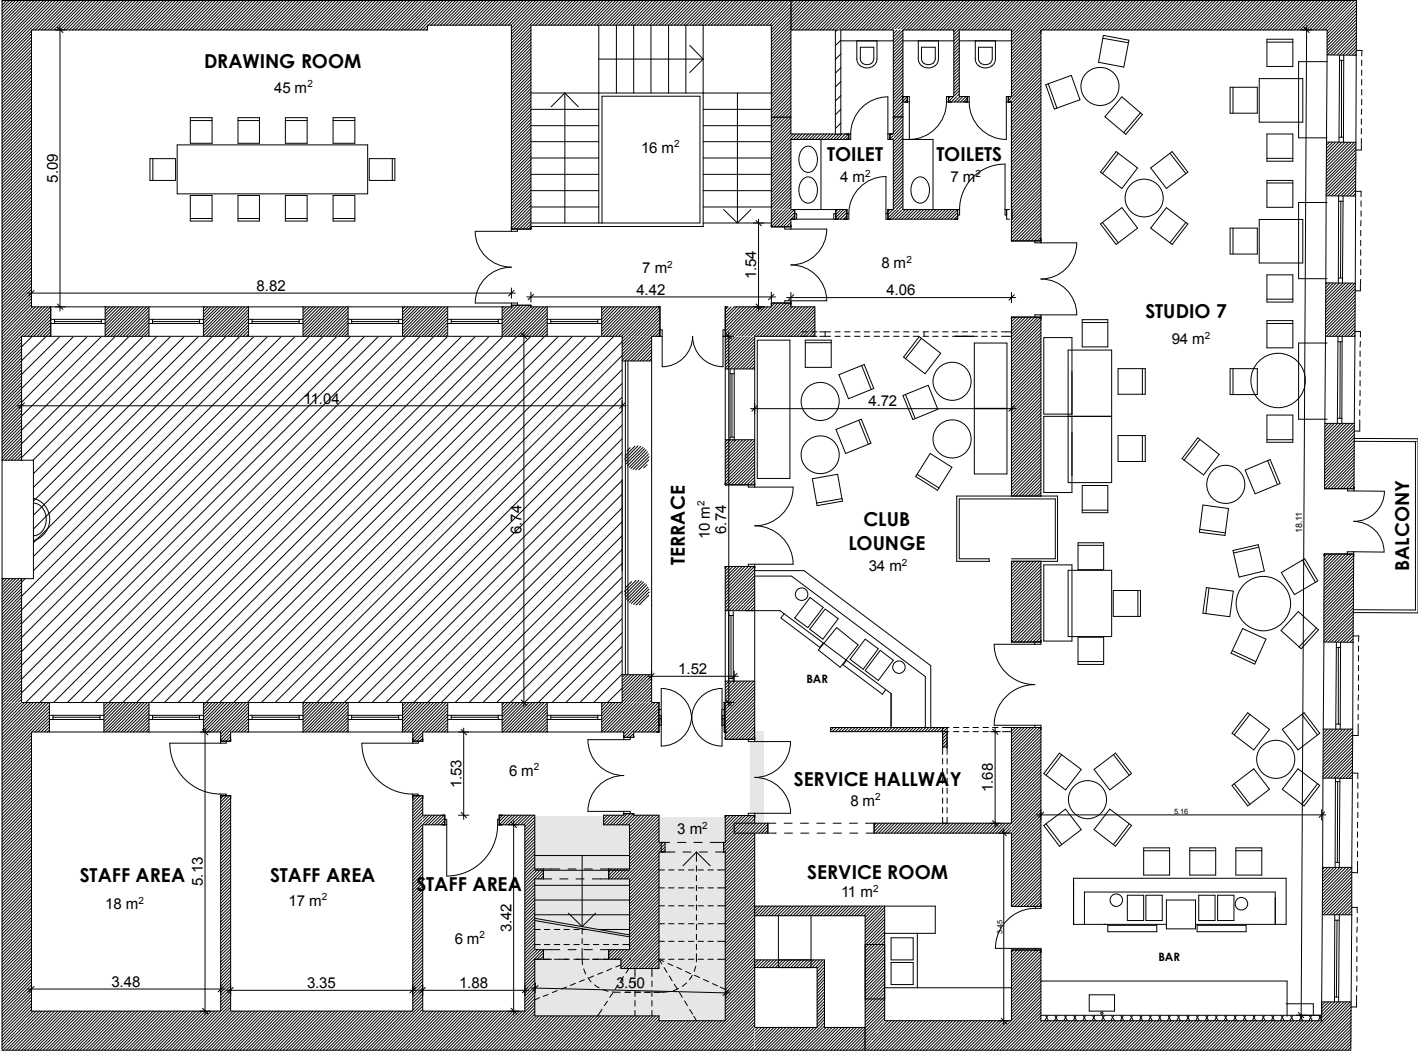 DRAWING ROOM
45 m²
5.09
8.82
16 m²
7 m²
4.42
1.54
TOILET
4 m²
TOILETS
7 m²
8 m²
4.06
STUDIO 7
94 m²
11.04
6.74
TERRACE
10 m²
6.74
1.52
4.72
CLUB
LOUNGE
34 m²
BAR
18.11
BALCONY
SERVICE HALLWAY
8 m²
1.68
5.16
1.53
6 m²
3 m²
STAFF AREA
18 m²
5.13
3.48
STAFF AREA
17 m²
3.35
STAFF AREA
6 m²
3.42
1.88
3.50
SERVICE ROOM
11 m²
3.45
BAR